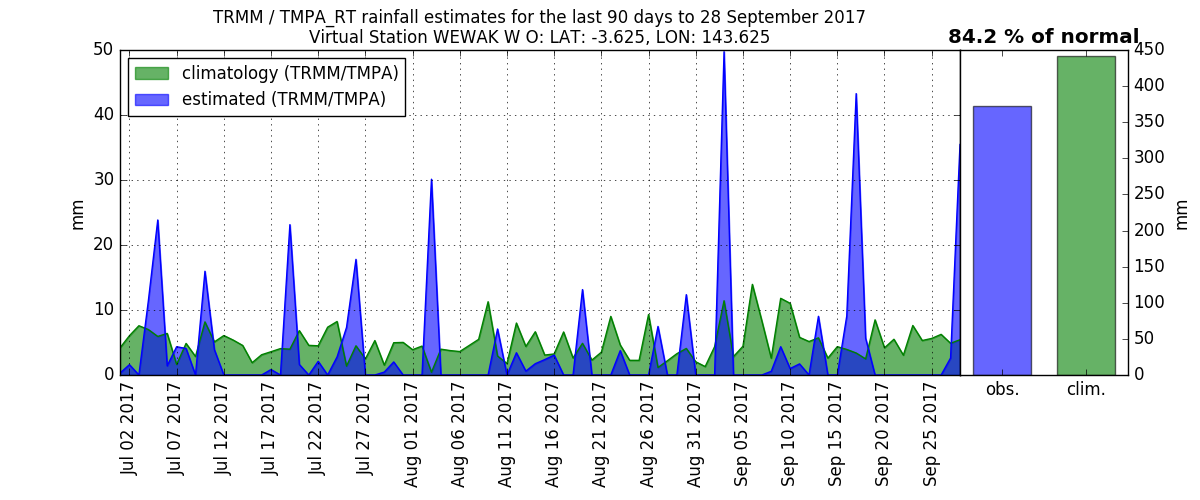 TRMM / TMPA_RT rainfall estimates for the last 90 days to 28 September 2017
Virtual Station WEWAK W O: LAT: -3.625, LON: 143.625
84.2 % of normal
climatology (TRMM/TMPA)
estimated (TRMM/TMPA)
mm
50
40
30
20
10
0
Jul 02 2017
Jul 07 2017
Jul 12 2017
Jul 17 2017
Jul 22 2017
Jul 27 2017
Aug 01 2017
Aug 06 2017
Aug 11 2017
Aug 16 2017
Aug 21 2017
Aug 26 2017
Aug 31 2017
Sep 05 2017
Sep 10 2017
Sep 15 2017
Sep 20 2017
Sep 25 2017
obs.
clim.
450
400
350
300
250
200
150
100
50
0
mm